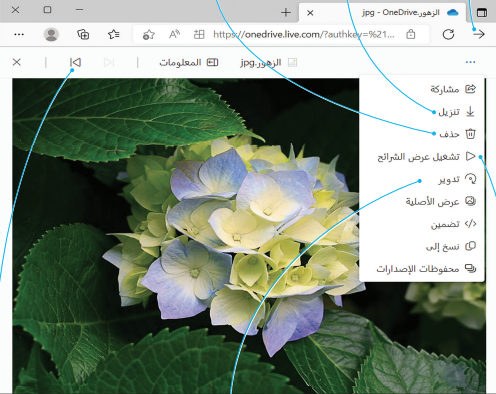 الزهور.jpg - OneDrive
https://onedrive.live.com/?authkey=%21...
الزهور.jpg
المعلومات
مشاركة
تنزيل
حذف
تشغيل عرض الشرائح
تدوير
عرض الأصلية
تضمين
نسخ إلى
محفوظات الإصدارات